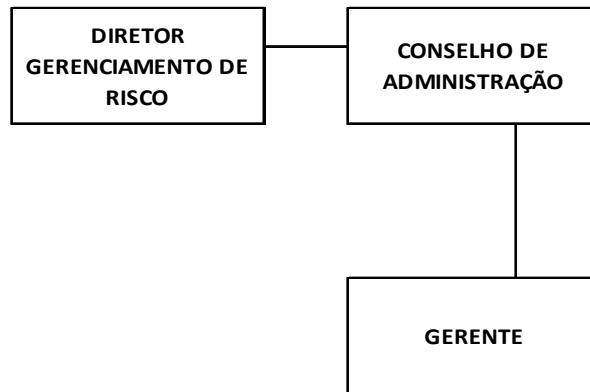 DIRETOR
GERENCIAMENTO DE
RISCO
CONSELHO DE
ADMINISTRAÇÃO
GERENTE